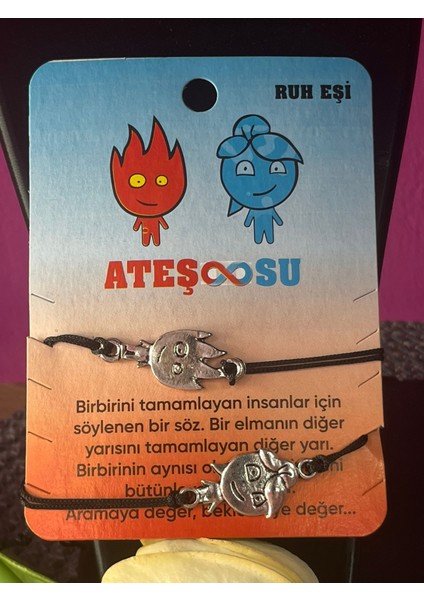 RUH EŞİ
ATEŞ SU
Birbirini tamamlayan insanlar için
söylenen bir söz. Bir elmanın diğer
yarısını tamamlayan diğer yarı.
Birbirinin aynısı
Aramaya değer, değer...